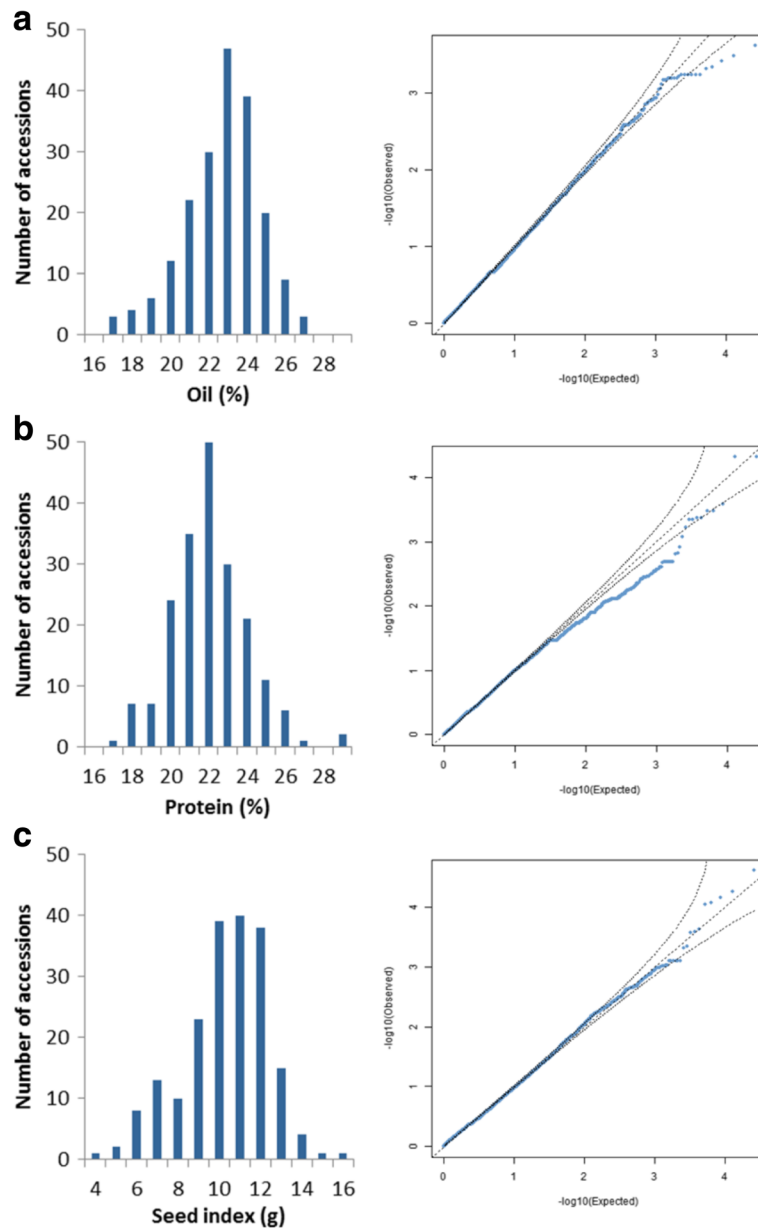 a
Number of accessions
50
40
30
20
10
0
16 18 20 22 24 26 28
Oil (%)
-log10(Observed)
3
2
1
0
0 1 2 3 4
-log10(Expected)
b
Number of accessions
50
40
30
20
10
0
16 18 20 22 24 26 28
Protein (%)
-log10(Observed)
4
3
2
1
0
0 1 2 3 4
-log10(Expected)
c
Number of accessions
50
40
30
20
10
0
4 6 8 10 12 14 16
Seed index (g)
-log10(Observed)
4
3
2
1
0
0 1 2 3 4
-log10(Expected)